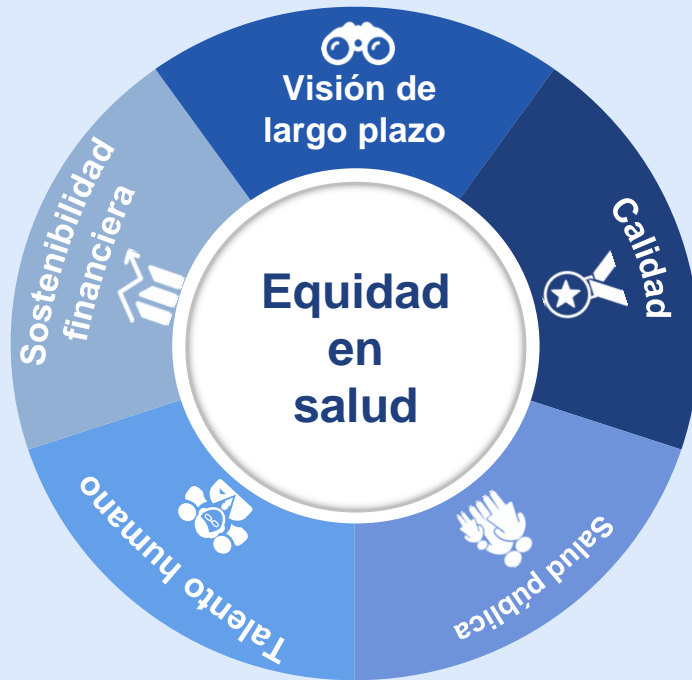 Visión de
largo plazo
Calidad
Salud pública
Talento humano
Sostenibilidad
financiera
Equidad
en
salud